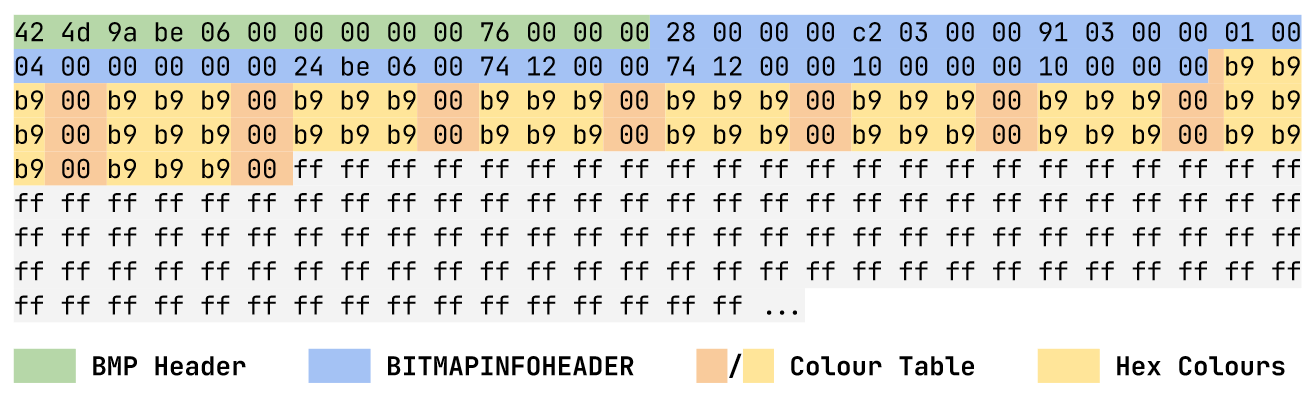 42 4d 9a be 06 00 00 00 00 00 76 00 00 00 28 00 00 00 c2 03 00 00 91 03 00 00 01 00
04 00 00 00 00 00 24 be 06 00 74 12 00 00 74 12 00 00 10 00 00 00 10 00 00 00 b9 b9
b9 00 b9 b9 b9 00 b9 b9 b9 00 b9 b9 b9 00 b9 b9 b9 00 b9 b9 b9 00 b9 b9 b9 00 b9 b9
b9 00 b9 b9 b9 00 b9 b9 b9 00 b9 b9 b9 00 b9 b9 b9 00 b9 b9 b9 00 b9 b9 b9 00 b9 b9
b9 00 b9 b9 b9 00 ff ff ff ff ff ff ff ff ff ff ff ff ff ff ff ff ff ff ff ff ff ff
ff ff ff ff ff ff ff ff ff ff ff ff ff ff ff ff ff ff ff ff ff ff ff ff ff ff ff ff
ff ff ff ff ff ff ff ff ff ff ff ff ff ff ff ff ff ff ff ff ff ff ff ff ff ff ff ff
ff ff ff ff ff ff ff ff ff ff ff ff ff ff ff ff ff ff ff ff ff ff ff ff ff ff ff ff
ff ff ff ff ff ff ff ff ff ff ff ff ff ff ff ff ...
BMP Header BITMAPINFOHEADER / Colour Table Hex Colours